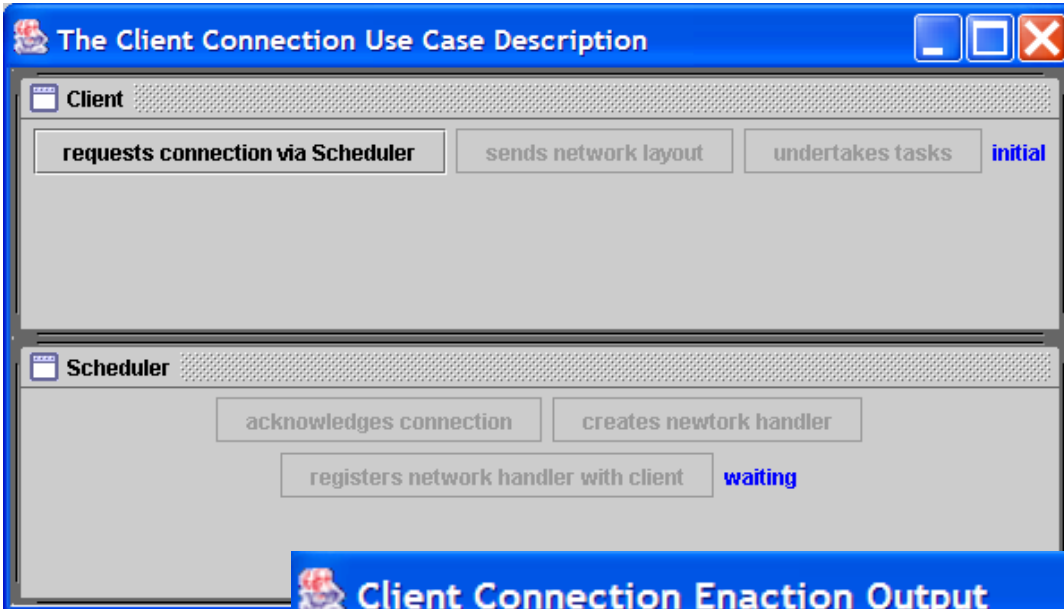 The Client Connection Use Case Description
Client
requests connection via Scheduler sends network layout undertakes tasks initial
Scheduler
acknowledges connection creates newtork handler
registers network handler with client waiting
Client Connection Enaction Output